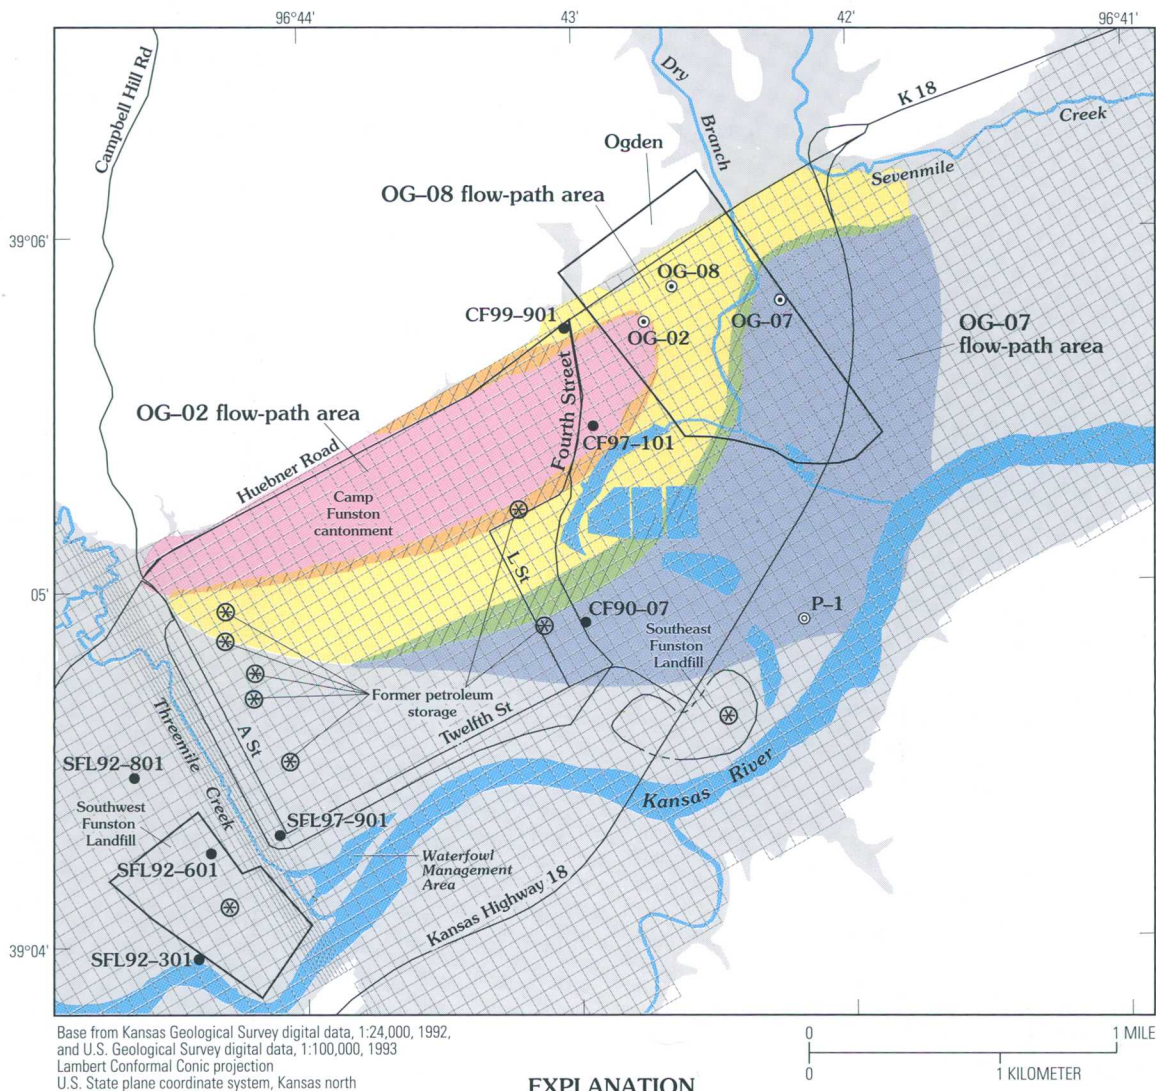 96°44'
43'
42'
96°41'
Campbell Hill Rd
Dry
Branch
K 18
Creek
Sevenmile
Ogden
OG–08 flow-path area
39°06'
OG–08
CF99–901
OG–02
OG–07
OG–07
flow-path area
Fourth Street
OG–02 flow-path area
CF97–101
Huebner Road
Camp
Funston
cantonment
L St
05'
CF90–07
P–1
Southeast
Funston
Landfill
Former petroleum
storage
Twelfth St
A St
Threemile
Creek
SFL92–801
Kansas
River
Southwest
Funston
Landfill
SFL97–901
SFL92–601
Waterfowl
Management
Area
Kansas Highway 18
39°04'
SFL92–301
Base from Kansas Geological Survey digital data, 1:24,000, 1992,
and U.S. Geological Survey digital data, 1:100,000, 1993
Lambert Conformal Conic projection
U.S. State plane coordinate system, Kansas north
0
1 MILE
0
1 KILOMETER
EXPLANATION